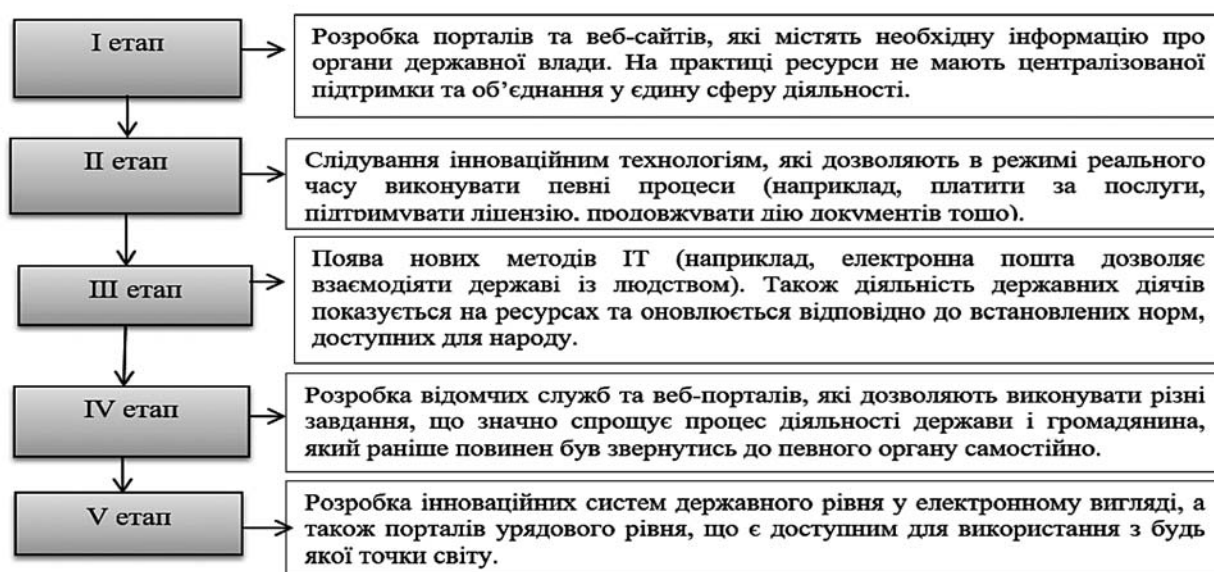 I етап
Розробка порталів та веб-сайтів, які містять необхідну інформацію про
органи державної влади. На практиці ресурси не мають централізованої
підтримки та об’єднання у єдину сферу діяльності.
II етап
Слідування інноваційним технологіям, які дозволяють в режимі реального
часу виконувати певні процеси (наприклад, платити за послуги,
підтримувати ліцензію, продовжувати дію документів тощо).
III етап
Поява нових методів ІТ (наприклад, електронна пошта дозволяє
взаємодіяти державі із людством). Також діяльність державних діячів
показується на ресурсах та оновлюється відповідно до встановлених норм,
доступних для народу.
IV етап
Розробка відомчих служб та веб-порталів, які дозволяють виконувати різні
завдання, що значно спрощує процес діяльності держави і громадянина,
який раніше повинен був звернутись до певного органу самостійно.
V етап
Розробка інноваційних систем державного рівня у електронному вигляді, а
також порталів урядового рівня, що є доступним для використання з будь
якої точки світу.